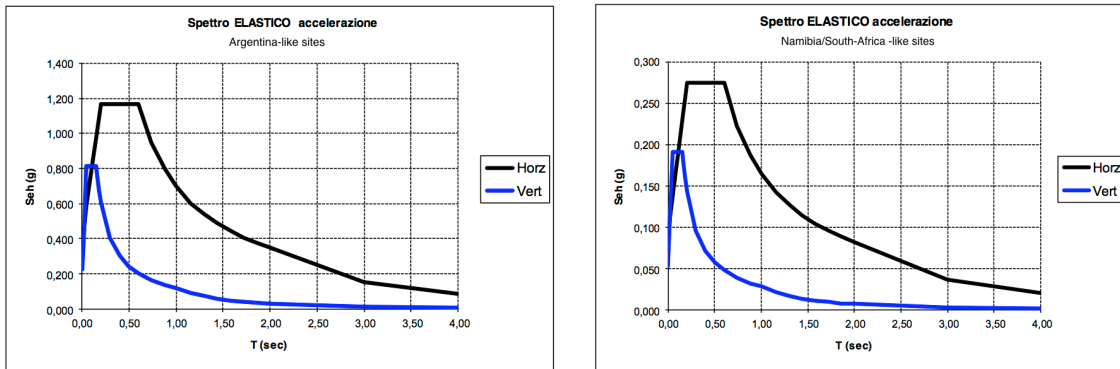 Spettro ELASTICO accelerazione
Argentina-like sites
Seh (g)
1,400
1,200
1,000
0,800
0,600
0,400
0,200
0,000
0,00 0,50 1,00 1,50 2,00 2,50 3,00 3,50 4,00
T (sec)
Horz
Vert
Spettro ELASTICO accelerazione
Namibia/South-Africa -like sites
Seh (g)
0,300
0,250
0,200
0,150
0,100
0,050
0,000
0,00 0,50 1,00 1,50 2,00 2,50 3,00 3,50 4,00
T (sec)
Horz
Vert